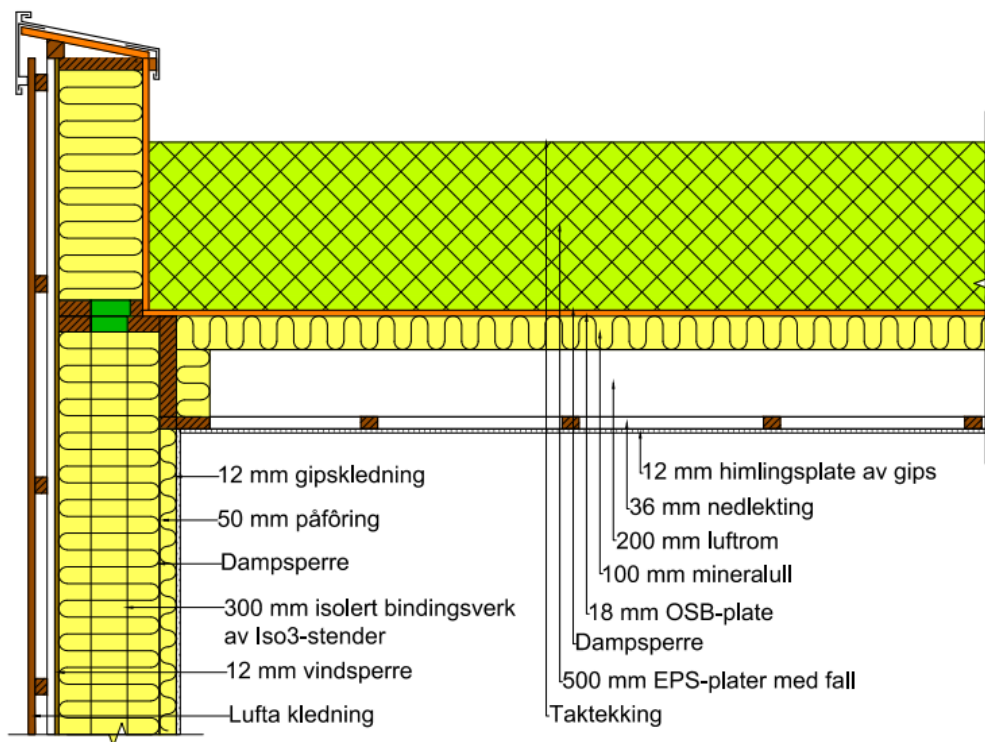 12 mm gipskledning
50 mm påfôring
Dampsperre
300 mm isolert bindingsverk
av Iso3-stender
12 mm vindsperre
Lufta kledning
12 mm himlingsplate av gips
36 mm nedlekting
200 mm luftrom
100 mm mineralull
18 mm OSB-plate
Dampsperre
500 mm EPS-plater med fall
Taktekking